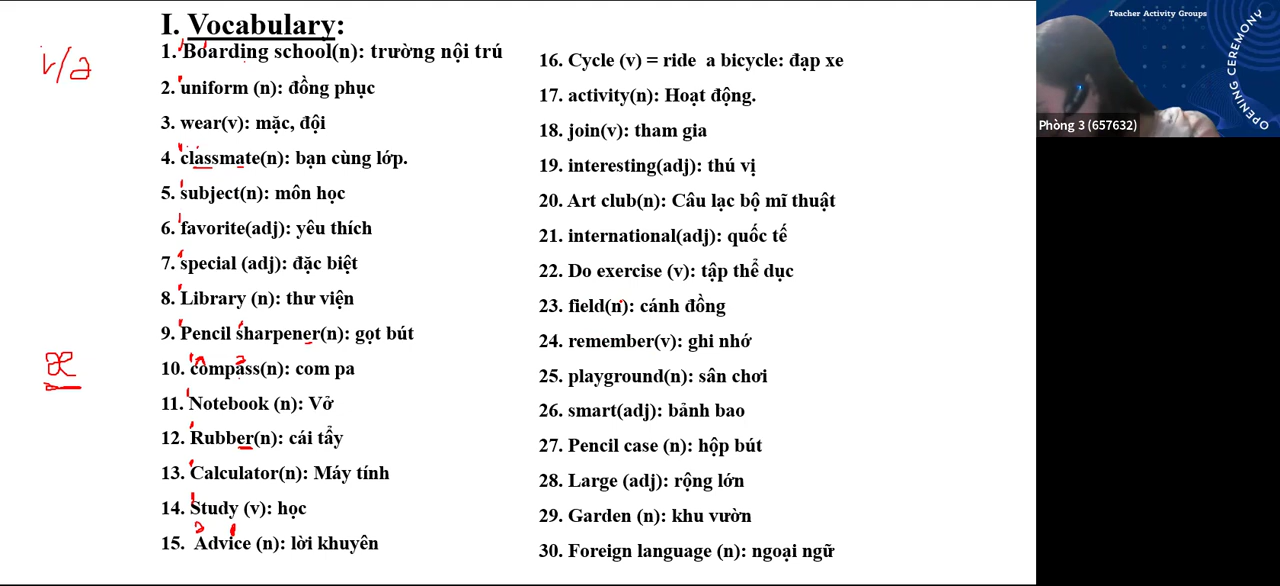 I. Vocabulary:
1. Boarding school(n): trường nội trú
2. uniform (n): đồng phục
3. wear(v): mặc, đội
4. classmate(n): bạn cùng lớp.
5. subject(n): môn học
6. favorite(adj): yêu thích
7. special (adj): đặc biệt
8. Library (n): thư viện
9. Pencil sharpener(n): gọt bút
10. compass(n): com pa
11. Notebook (n): Vở
12. Rubber(n): cái tẩy
13. Calculator(n): Máy tính
14. Study (v): học
15. Advice (n): lời khuyên
16. Cycle (v) = ride a bicycle: đạp xe
17. activity(n): Hoạt động.
18. join(v): tham gia
19. interesting(adj): thú vị
20. Art club(n): Câu lạc bộ mĩ thuật
21. international(adj): quốc tế
22. Do exercise (v): tập thể dục
23. field(n): cánh đồng
24. remember(v): ghi nhớ
25. playground(n): sân chơi
26. smart(adj): bảnh bao
27. Pencil case (n): hộp bút
28. Large (adj): rộng lớn
29. Garden (n): khu vườn
30. Foreign language (n): ngoại ngữ
æ
Teacher Activity Groups
OPENING CEREMONY
Phòng 3 (657632)